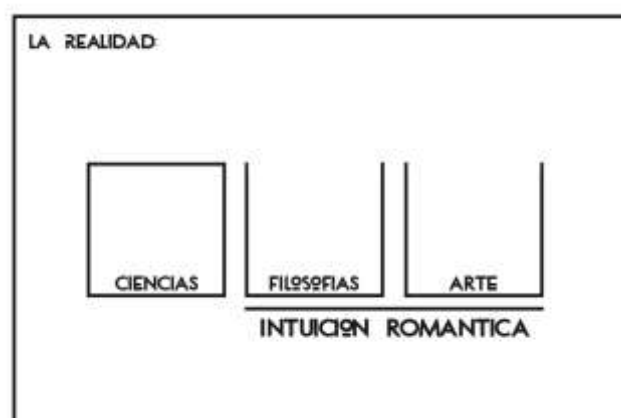 LA REALIDAD
CIENCIAS
FILOSOFIAS
ARTE
INTUICION ROMANTICA